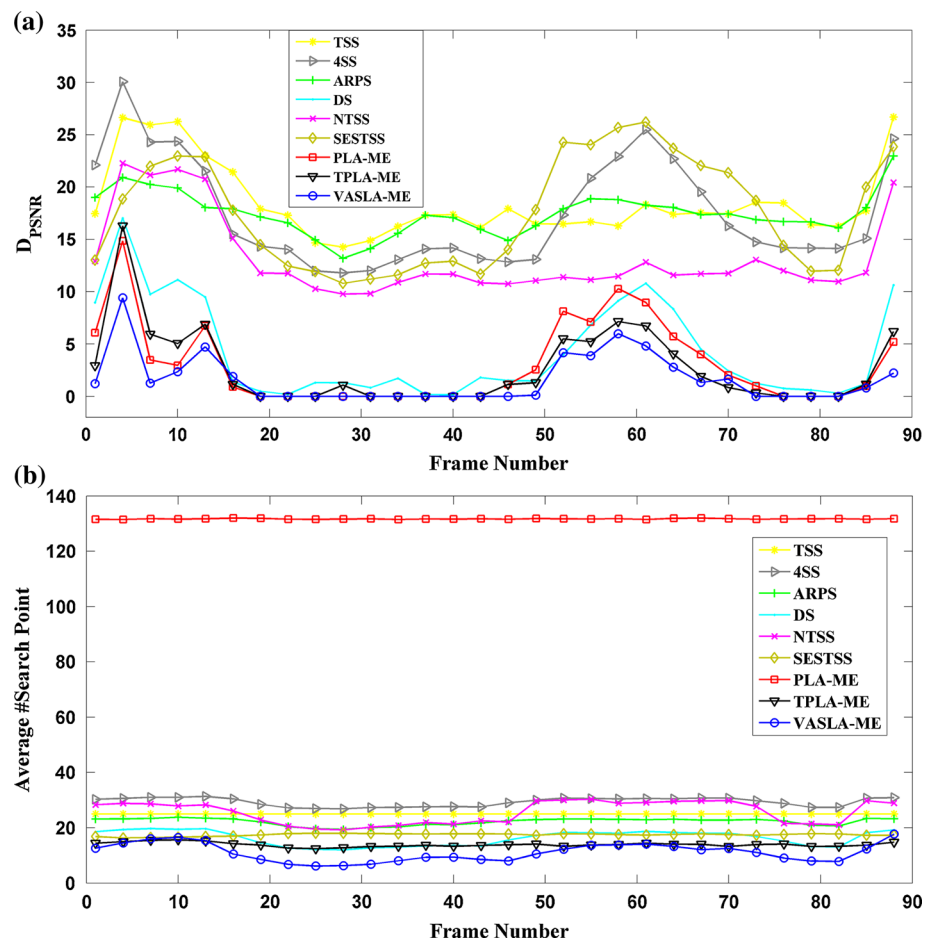 (a)
35
30
25
20
15
10
5
0
D_PSNR
TSS
4SS
ARPS
DS
NTSS
SESTSS
PLA-ME
TPLA-ME
VASLA-ME
0 10 20 30 40 50 60 70 80 90
Frame Number
(b)
140
120
100
80
60
40
20
0
Average #Search Point
TSS
4SS
ARPS
DS
NTSS
SESTSS
PLA-ME
TPLA-ME
VASLA-ME
0 10 20 30 40 50 60 70 80 90
Frame Number